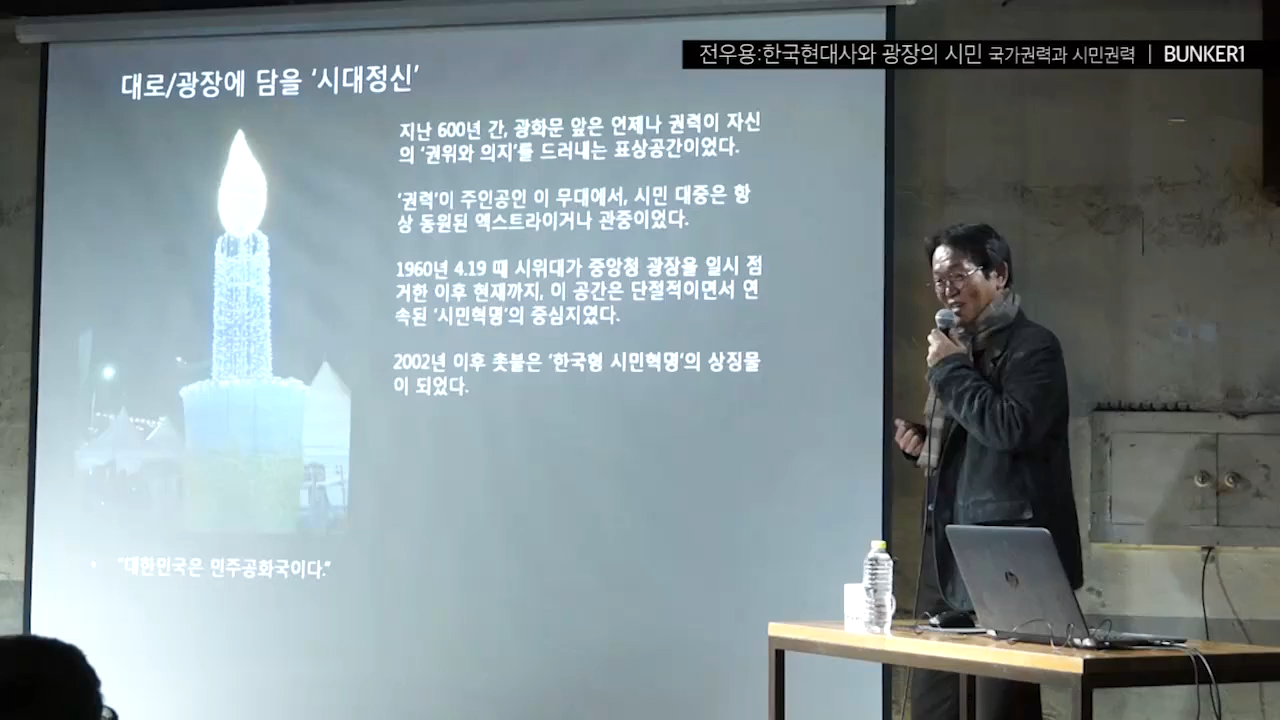 전우용:한국현대사와 광장의 시민 국가권력과 시민권력 | BUNKER1
대로/광장에 담을 ‘시대정신’
지난 600년 간, 광화문 앞은 언제나 권력이 자신
의 ‘권위와 의지’를 드러내는 표상공간이었다.
‘권력’이 주인공인 이 무대에서, 시민 대중은 항
상 동원된 엑스트라이거나 관중이었다.
1960년 4.19 때 시위대가 중앙청 광장을 일시 점
거한 이후 현재까지, 이 공간은 단절적이면서 연
속된 ‘시민혁명’의 중심지였다.
2002년 이후 촛불은 ‘한국형 시민혁명’의 상징물
이 되었다.
• “대한민국은 민주공화국이다.”
hp